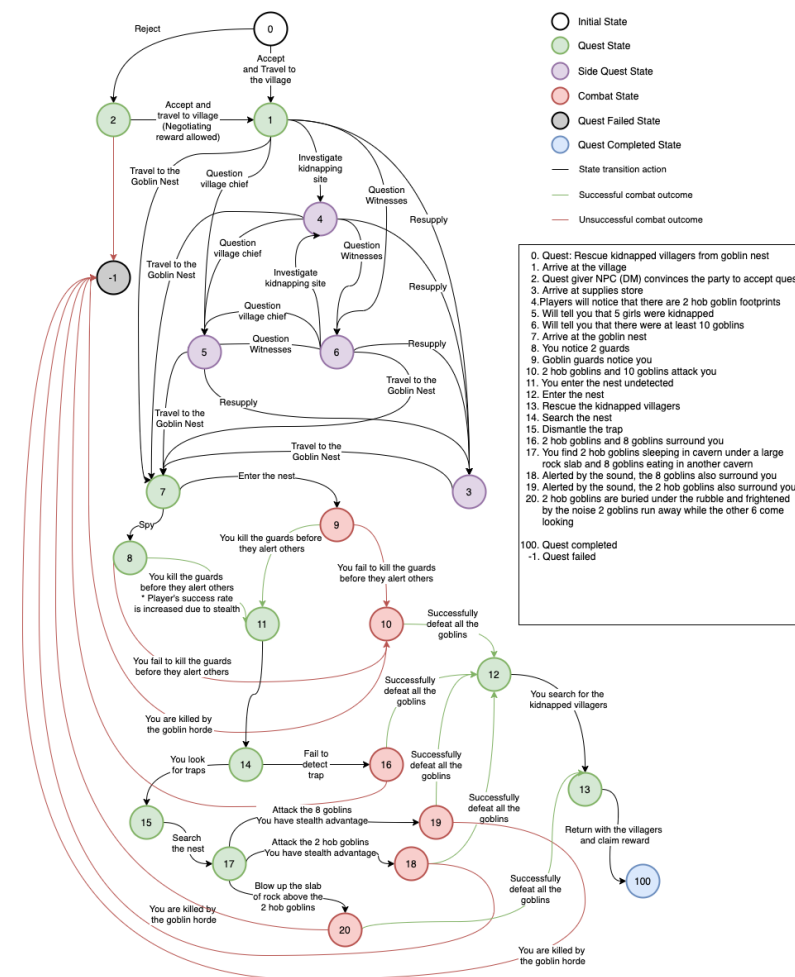 0
Initial State
Reject
Quest State
Accept
and Travel to
the village
Side Quest State
Combat State
2
Accept and
travel to village
(Negotiating
reward allowed)
1
Quest Failed State
Quest Completed State
Travel to the
Goblin Nest
Question
village chief
Investigate
kidnapping
site
Question
Witnesses
State transition action
Successful combat outcome
Resupply
Unsuccessful combat outcome
4
Question
village chief
Question
Witnesses
Travel to the
Goblin Nest
-1
Investigate
kidnapping site
Resupply
Question
village chief
5
Question
Witnesses
6
Resupply
Travel to the
Goblin Nest
Travel to the
Goblin Nest
Resupply
Travel to the
Goblin Nest
7
Enter the nest
3
0. Quest: Rescue kidnapped villagers from goblin nest
1. Arrive at the village
2. Quest giver NPC (DM) convinces the party to accept ques
3. Arrive at supplies store
4.Players will notice that there are 2 hob goblin footprints
5. Will tell you that 5 girls were kidnapped
6. Will tell you that there were at least 10 goblins
7. Arrive at the goblin nest
8. You notice 2 guards
9. Goblin guards notice you
10. 2 hob goblins and 10 goblins attack you
11. You enter the nest undetected
12. Enter the nest
13. Rescue the kidnapped villagers
14. Search the nest
15. Dismantle the trap
16. 2 hob goblins and 8 goblins surround you
17. You find 2 hob goblins sleeping in cavern under a large
rock slab and 8 goblins eating in another cavern
18. Alerted by the sound, the 8 goblins also surround you
19. Alerted by the sound, the 2 hob goblins also surround you
20. 2 hob goblins are buried under the rubble and frightened
by the noise 2 goblins run away while the other 6 come
looking
100. Quest completed
-1. Quest failed
Spy
9
8
You kill the guards before
they alert others
You fail to kill the guards
before they alert others
You kill the guards
before they alert others
* Player's success rate
is increased due to stealth
11
10
Successfully
defeat all the
goblins
You fail to kill the guards
before they alert others
12
Successfully
defeat all the
goblins
You search for the
kidnapped villagers
You are killed by
the goblin horde
You look
for traps
14
Fail to
detect
trap
16
Successfully
defeat all the
goblins
13
15
Attack the 8 goblins
You have stealth advantage
19
Successfully
defeat all the
goblins
Search
the nest
Return with the villagers
and claim reward
17
Attack the 2 hob goblins
You have stealth advantage
18
100
Successfully
defeat all the
goblins
Blow up the slab
of rock above the
2 hob goblins
You are killed by
the goblin horde
20
You are killed by
the goblin horde